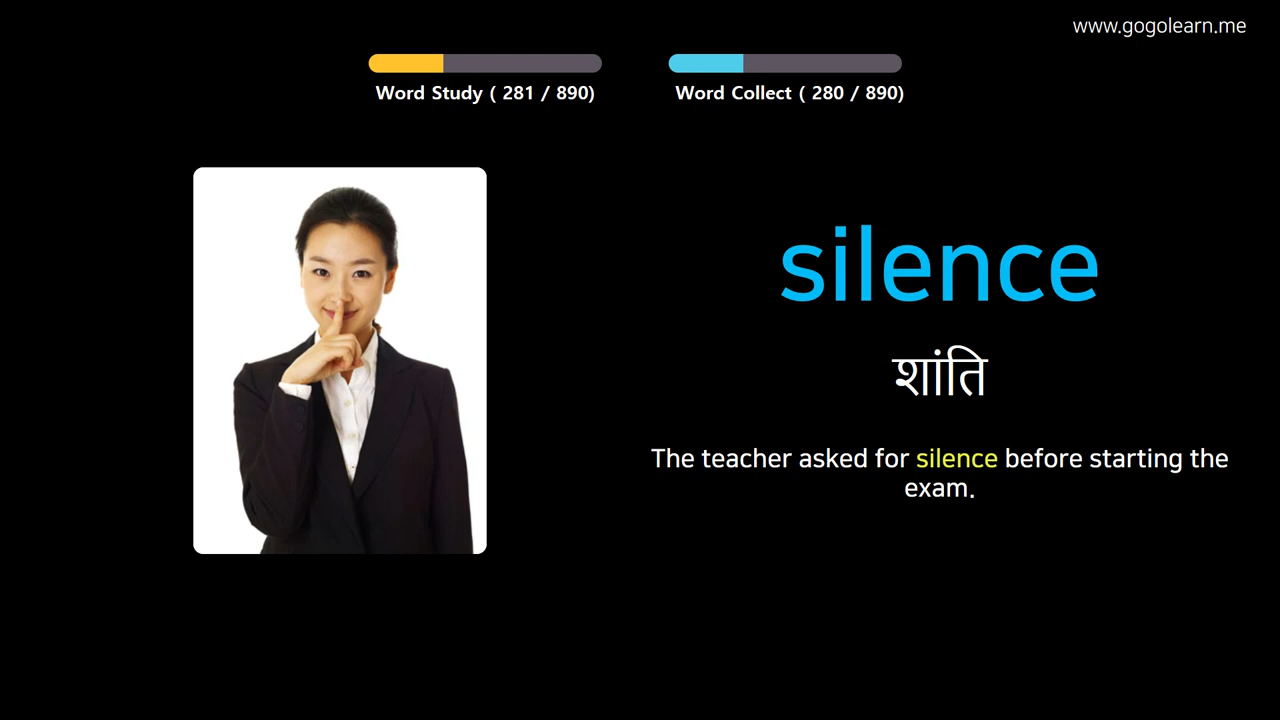 www.gogolearn.me
Word Study ( 281 / 890)
Word Collect ( 280 / 890)
silence
शांति
The teacher asked for silence before starting the
exam.